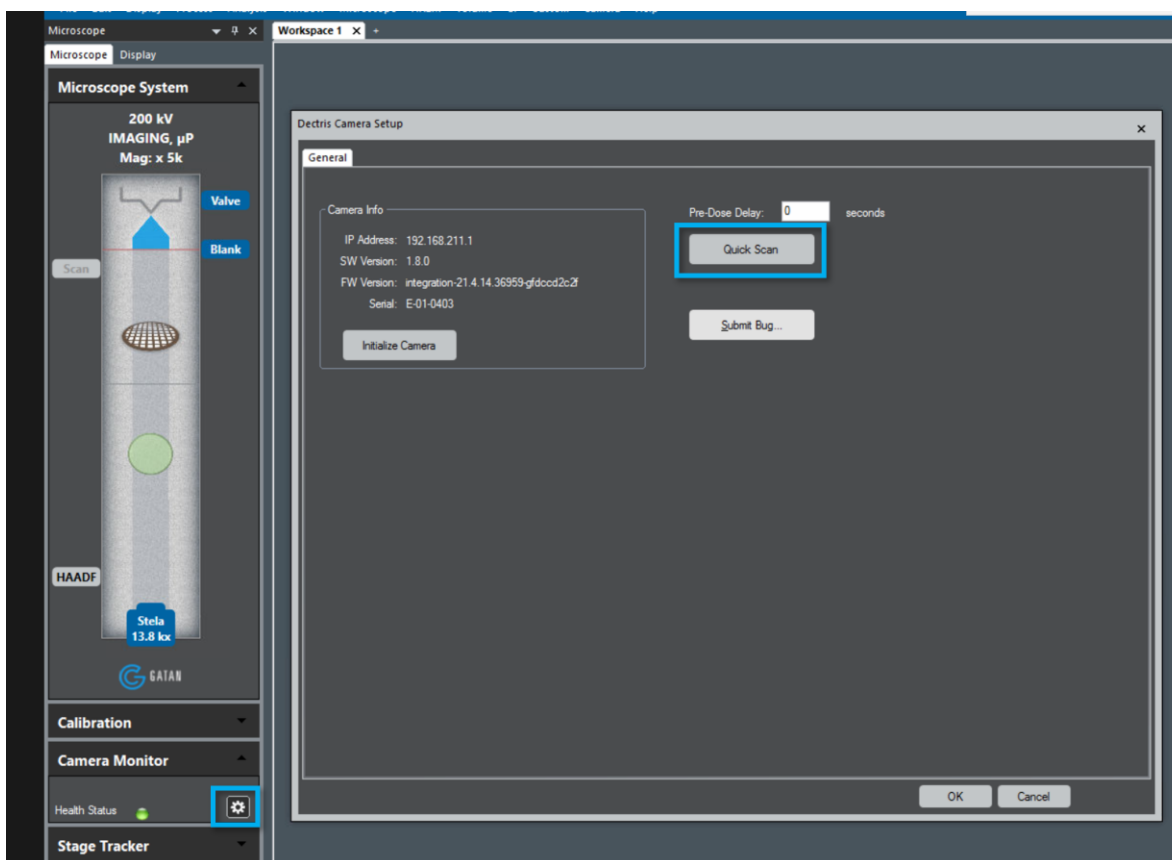 Microscope
Workspace 1 X +
Microscope Display
Microscope System
200 kV
IMAGING, µP
Mag: x 5k
Valve
Blank
Scan
HAADF
Stela
13.8 kx
GATAN
Calibration
Camera Monitor
Health Status
Stage Tracker
Dectris Camera Setup
General
Camera Info
IP Address: 192.168.211.1
SW Version: 1.8.0
FW Version: integration-21.4.14.36959-gfdccd2c2f
Serial: E-01-0403
Initialize Camera
Pre-Dose Delay: 0 seconds
Quick Scan
Submit Bug...
OK Cancel